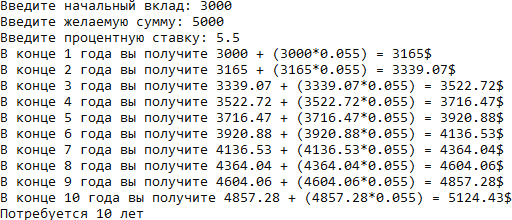 Введите начальный вклад: 3000
Введите желаемую сумму: 5000
Введите процентную ставку: 5.5
В конце 1 года вы получите 3000 + (3000*0.055) = 3165$
В конце 2 года вы получите 3165 + (3165*0.055) = 3339.07$
В конце 3 года вы получите 3339.07 + (3339.07*0.055) = 3522.72$
В конце 4 года вы получите 3522.72 + (3522.72*0.055) = 3716.47$
В конце 5 года вы получите 3716.47 + (3716.47*0.055) = 3920.88$
В конце 6 года вы получите 3920.88 + (3920.88*0.055) = 4136.53$
В конце 7 года вы получите 4136.53 + (4136.53*0.055) = 4364.04$
В конце 8 года вы получите 4364.04 + (4364.04*0.055) = 4604.06$
В конце 9 года вы получите 4604.06 + (4604.06*0.055) = 4857.28$
В конце 10 года вы получите 4857.28 + (4857.28*0.055) = 5124.43$
Потребуется 10 лет